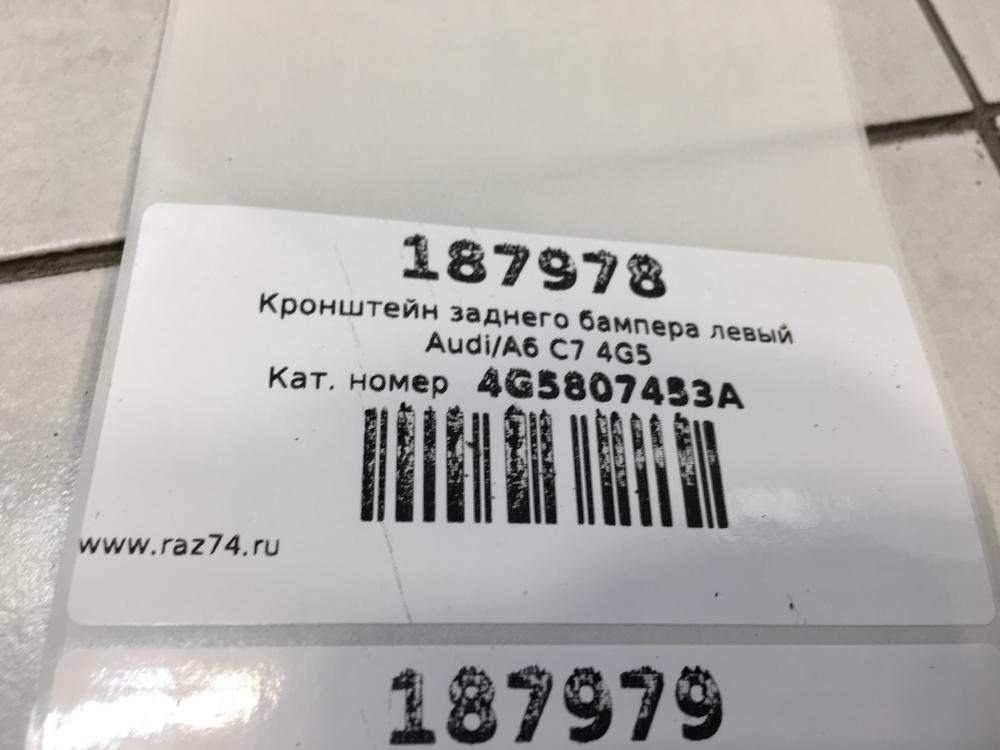 187978
Кронштейн заднего бампера левый
Audi/A6 C7 4G5
Кат. номер 4G5807453A
www.raz74.ru
187979